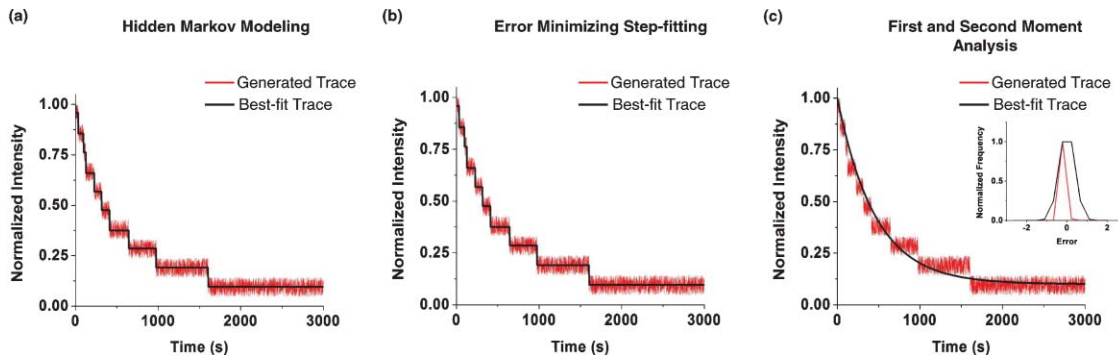 (a)
Hidden Markov Modeling
Generated Trace
Best-fit Trace
Normalized Intensity
1.00
0.75
0.50
0.25
0.00
0 1000 2000 3000
Time (s)
(b)
Error Minimizing Step-fitting
Generated Trace
Best-fit Trace
Normalized Intensity
1.00
0.75
0.50
0.25
0.00
0 1000 2000 3000
Time (s)
(c)
First and Second Moment
Analysis
Generated Trace
Best-fit Trace
Normalized Intensity
1.00
0.75
0.50
0.25
0.00
0 1000 2000 3000
Time (s)
Normalized Frequency
1.0
0.5
0.0
-2 0 2
Error